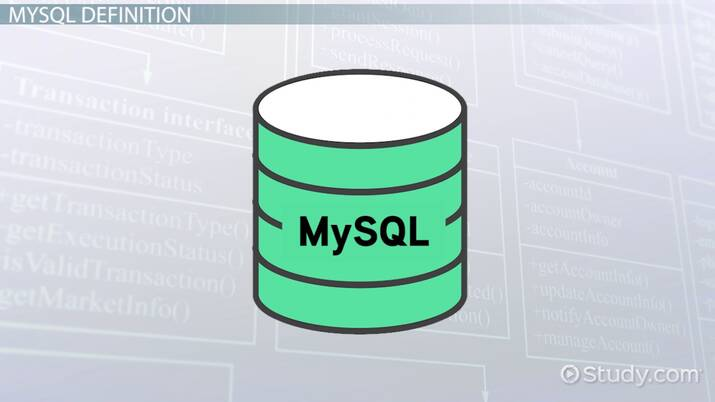 MYSQL DEFINITION
-processRequest()
Transaction interface
-transactionType
-transactionStatus
getTransactionType()
getExecutionStatus()
isValidTransaction()
getMarketInfo()
MySQL
Account
-accountId
-accountOwner
-accountInfo
+getAccountInfo()
+updateAccountInfo()
+notifyAccountOwner()
+manageAccount()
Study.com